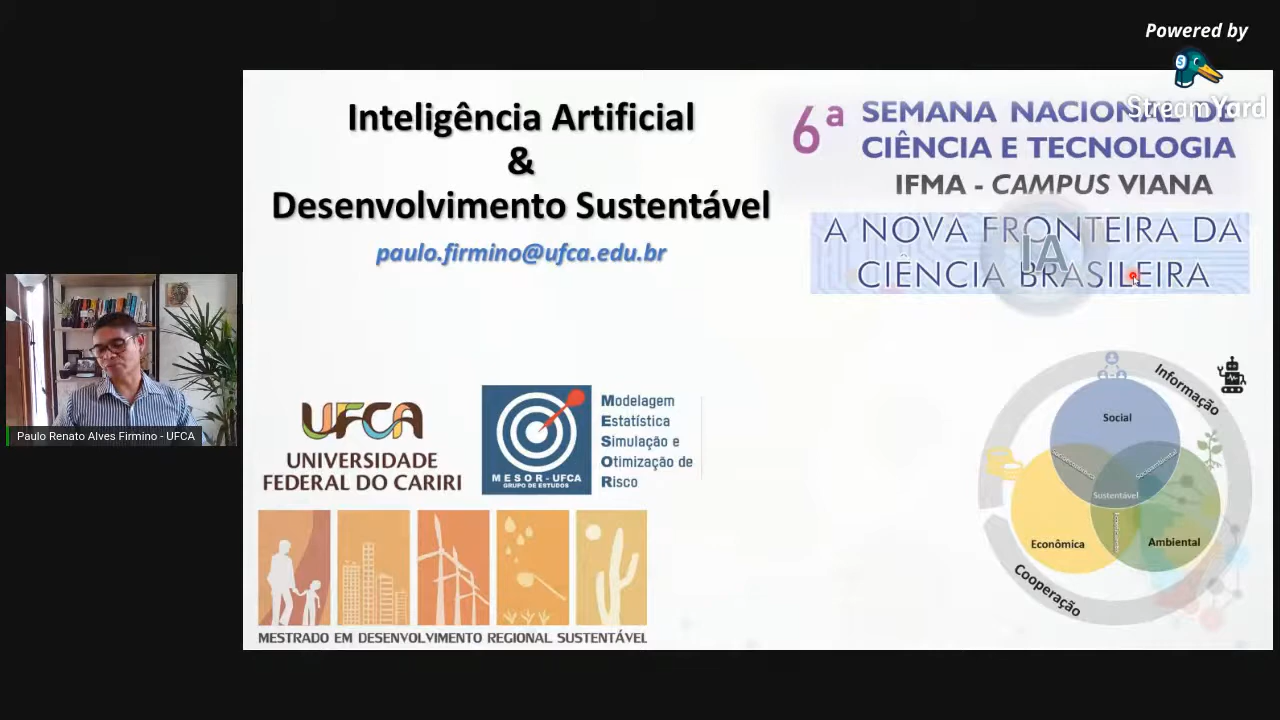 Powered by
StreamYard
Inteligência Artificial
&
Desenvolvimento Sustentável
paulo.firmino@ufca.edu.br
6ª SEMANA NACIONAL DE
CIÊNCIA E TECNOLOGIA
IFMA - CAMPUS VIANA
A NOVA FRONTEIRA DA
CIÊNCIA BRASILEIRA
IA
Paulo Renato Alves Firmino - UFCA
UFCA
UNIVERSIDADE
FEDERAL DO CARIRI
MESOR - UFCA
GRUPO DE ESTUDOS
Modelagem
Estatística
Simulação e
Otimização de
Risco
MESTRADO EM DESENVOLVIMENTO REGIONAL SUSTENTÁVEL
Informação
Social
Socioambiental
Sustentável
Econômica
Ambiental
Cooperação